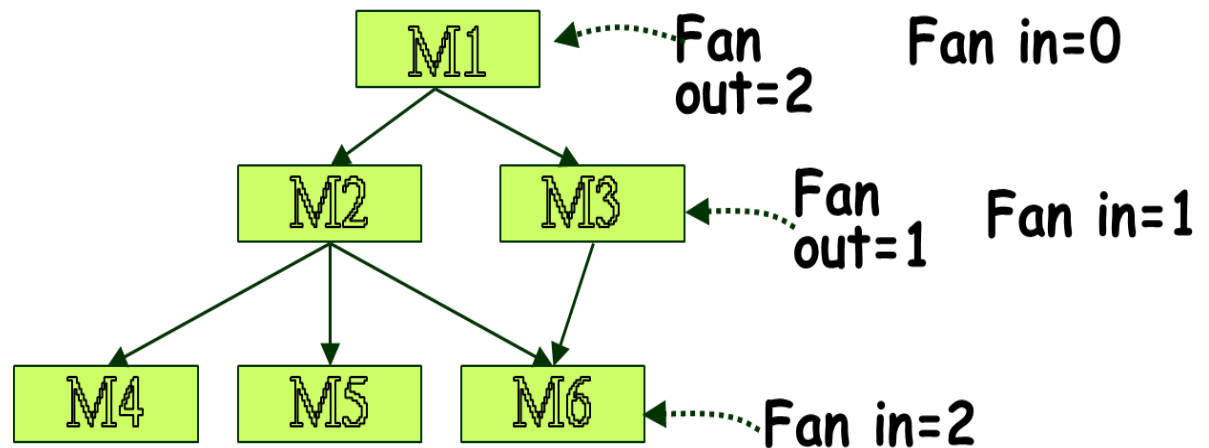 M1
Fan
out=2
Fan in=0
M2
M3
Fan
out=1
Fan in=1
M4
M5
M6
Fan in=2